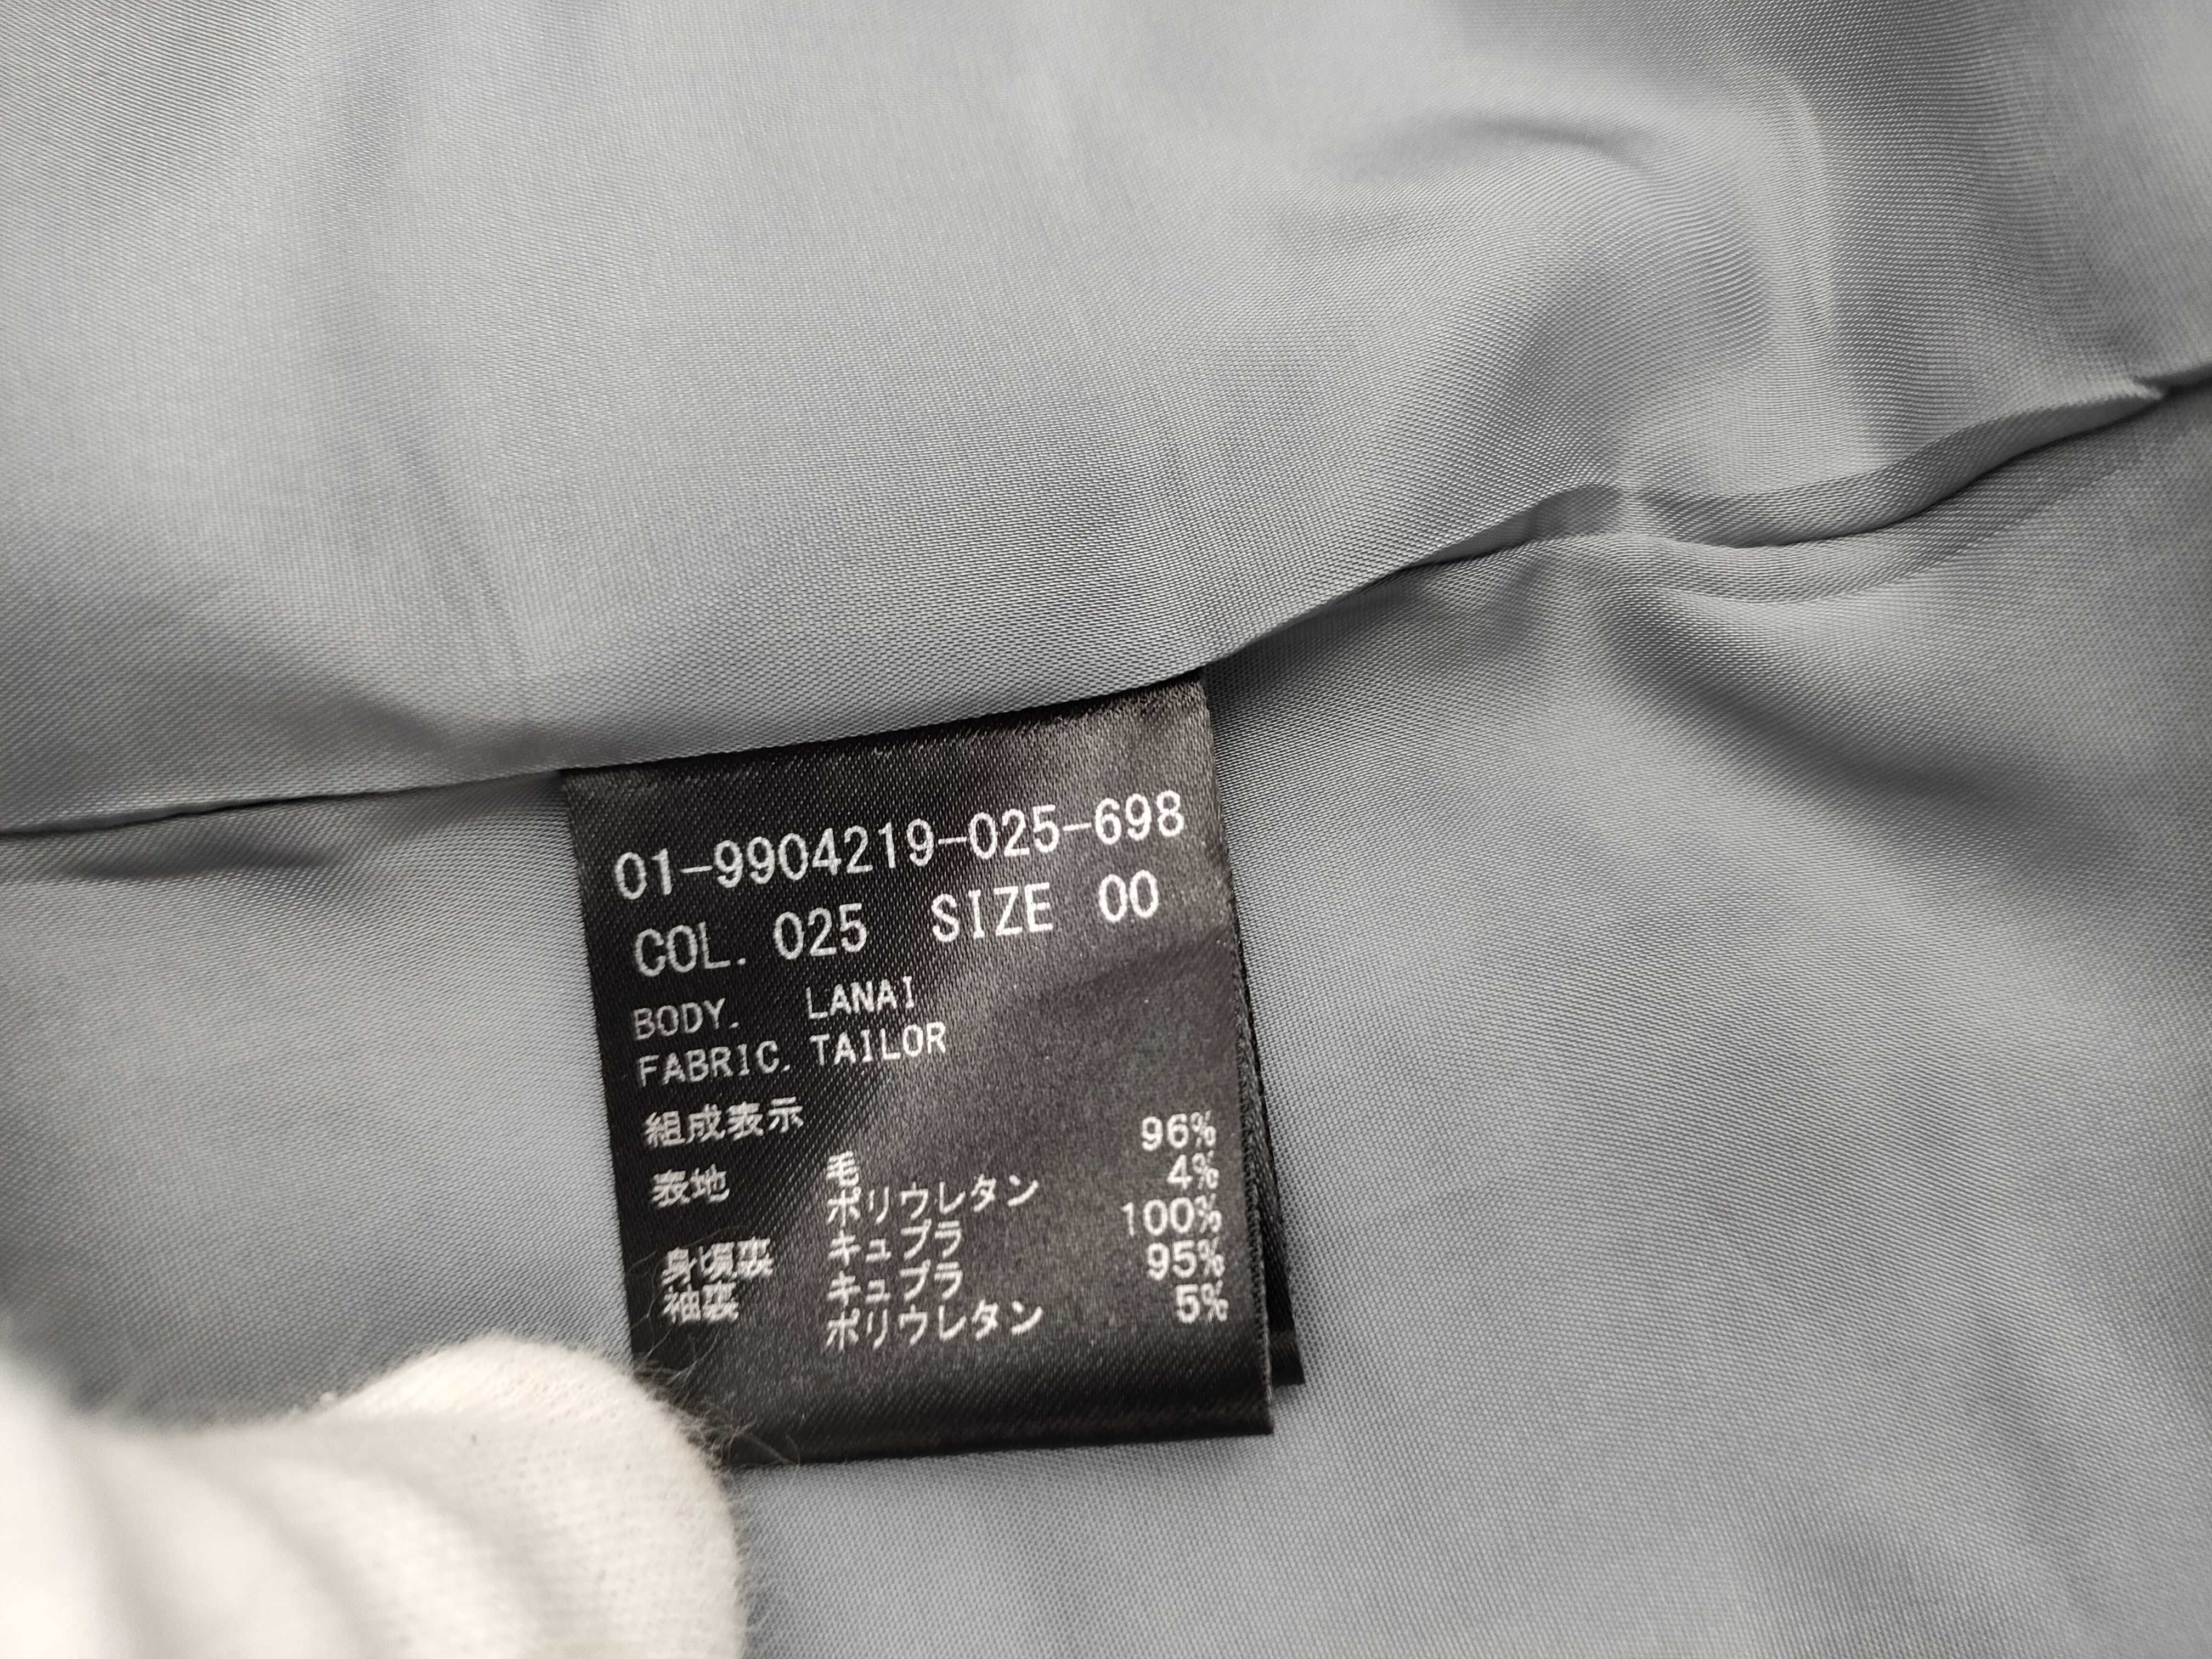 01-9904219-025-698
COL. 025 SIZE 00
BODY. LANAI
FABRIC. TAILOR
組成表示
表地 毛 96%
ポリウレタン 4%
身頃裏 キュプラ 100%
袖裏 キュプラ 95%
ポリウレタン 5%